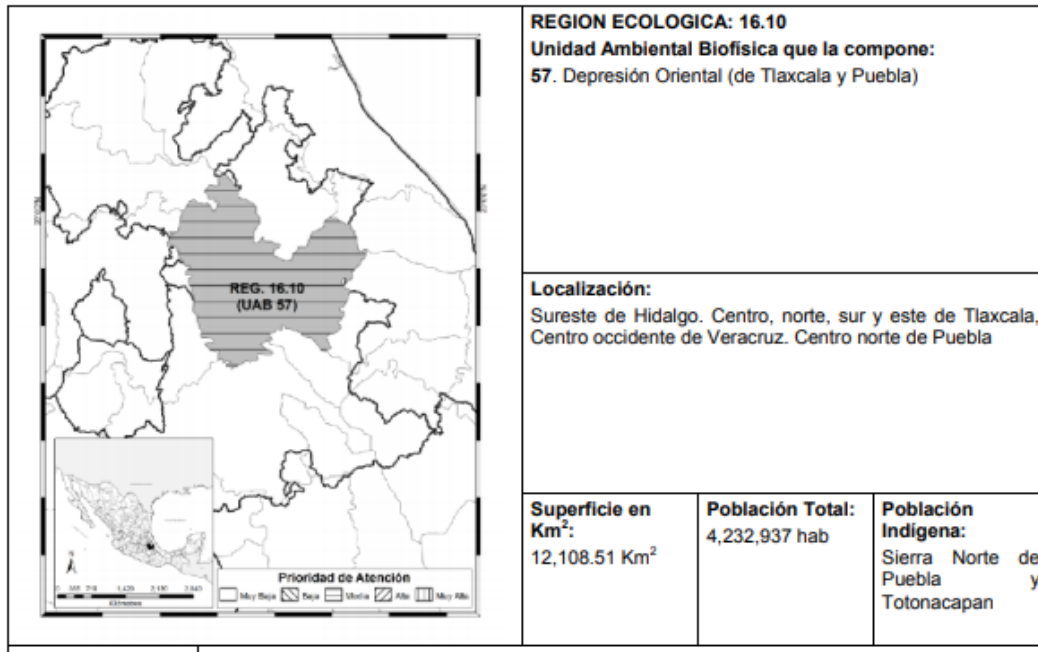 REGION ECOLOGICA: 16.10
Unidad Ambiental Biofísica que la compone:
57. Depresión Oriental (de Tlaxcala y Puebla)
REG. 16.10
(UAB 57)
Localización:
Sureste de Hidalgo. Centro, norte, sur y este de Tlaxcala,
Centro occidente de Veracruz. Centro norte de Puebla
N
Prioridad de Atención
Muy Baja Baja Media Alta Muy Alta
Kilómetros
Superficie en
Km²:
12,108.51 Km²
Población Total:
4,232,937 hab
Población
Indígena:
Sierra Norte de
Puebla y
Totonacapan